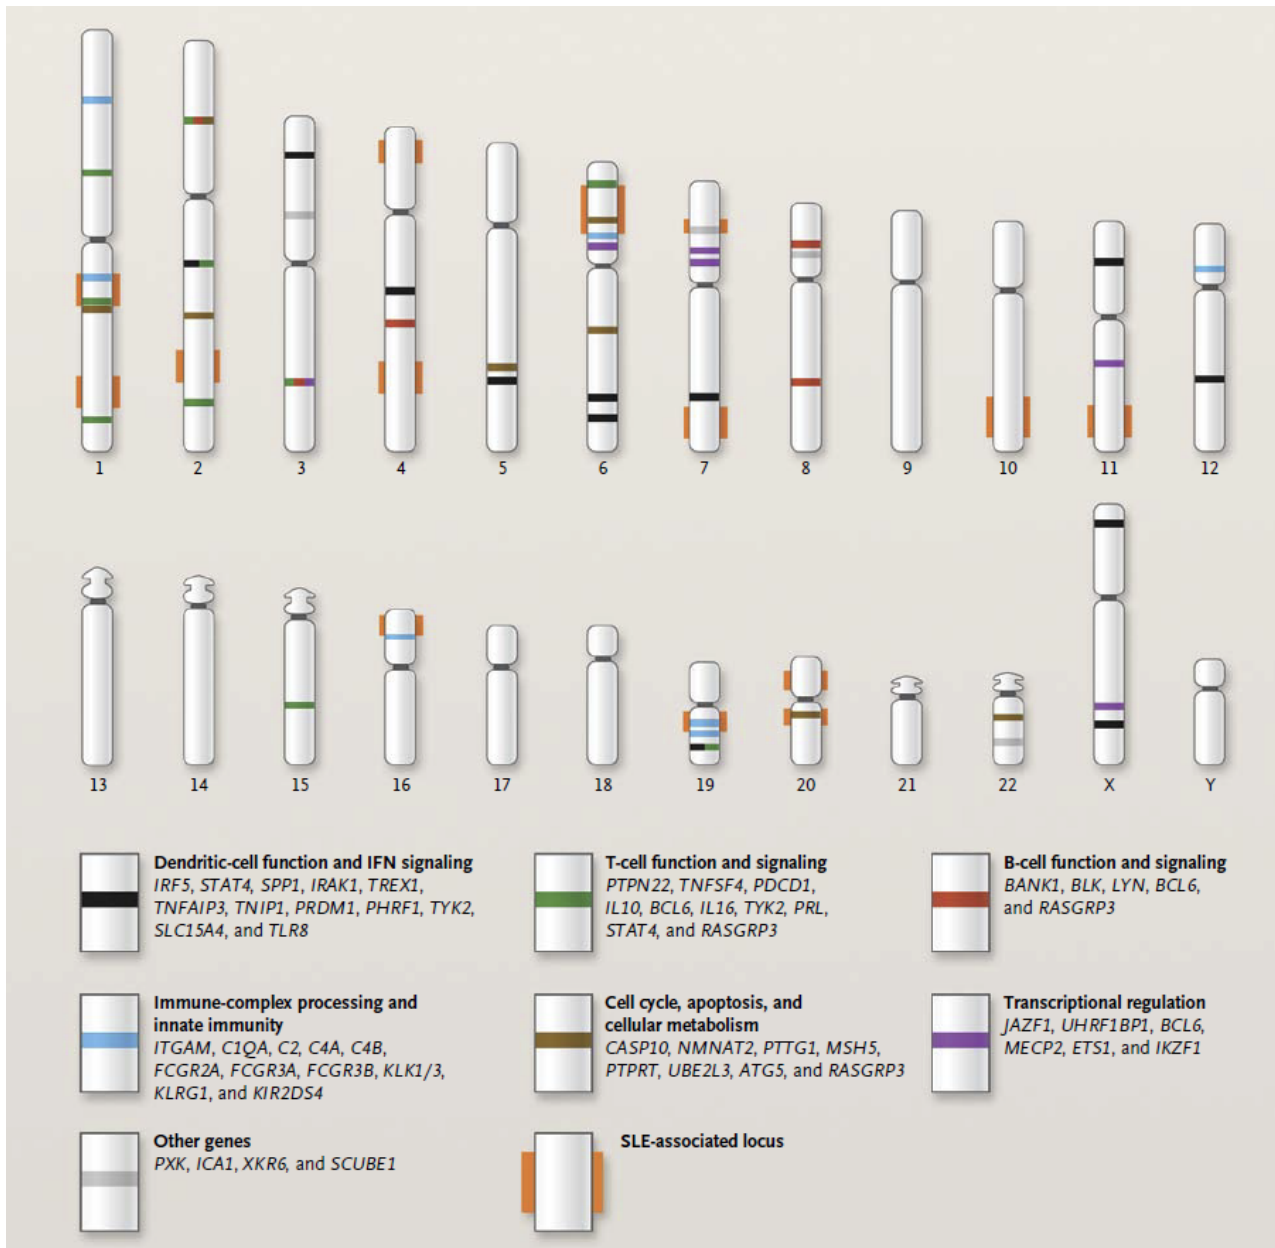 1 2 3 4 5 6 7 8 9 10 11 12
13 14 15 16 17 18 19 20 21 22 X Y
Dendritic-cell function and IFN signaling
IRF5, STAT4, SPP1, IRAK1, TREX1,
TNFAIP3, TNIP1, PRDM1, PHRF1, TYK2,
SLC15A4, and TLR8
T-cell function and signaling
PTPN22, TNFSF4, PDCD1,
IL10, BCL6, IL16, TYK2, PRL,
STAT4, and RASGRP3
B-cell function and signaling
BANK1, BLK, LYN, BCL6,
and RASGRP3
Immune-complex processing and
innate immunity
ITGAM, C1QA, C2, C4A, C4B,
FCGR2A, FCGR3A, FCGR3B, KLK1/3,
KLRG1, and KIR2DS4
Cell cycle, apoptosis, and
cellular metabolism
CASP10, NMNAT2, PTTG1, MSH5,
PTPRT, UBE2L3, ATG5, and RASGRP3
Transcriptional regulation
JAZF1, UHRF1BP1, BCL6,
MECP2, ETS1, and IKZF1
Other genes
PXK, ICA1, XKR6, and SCUBE1
SLE-associated locus